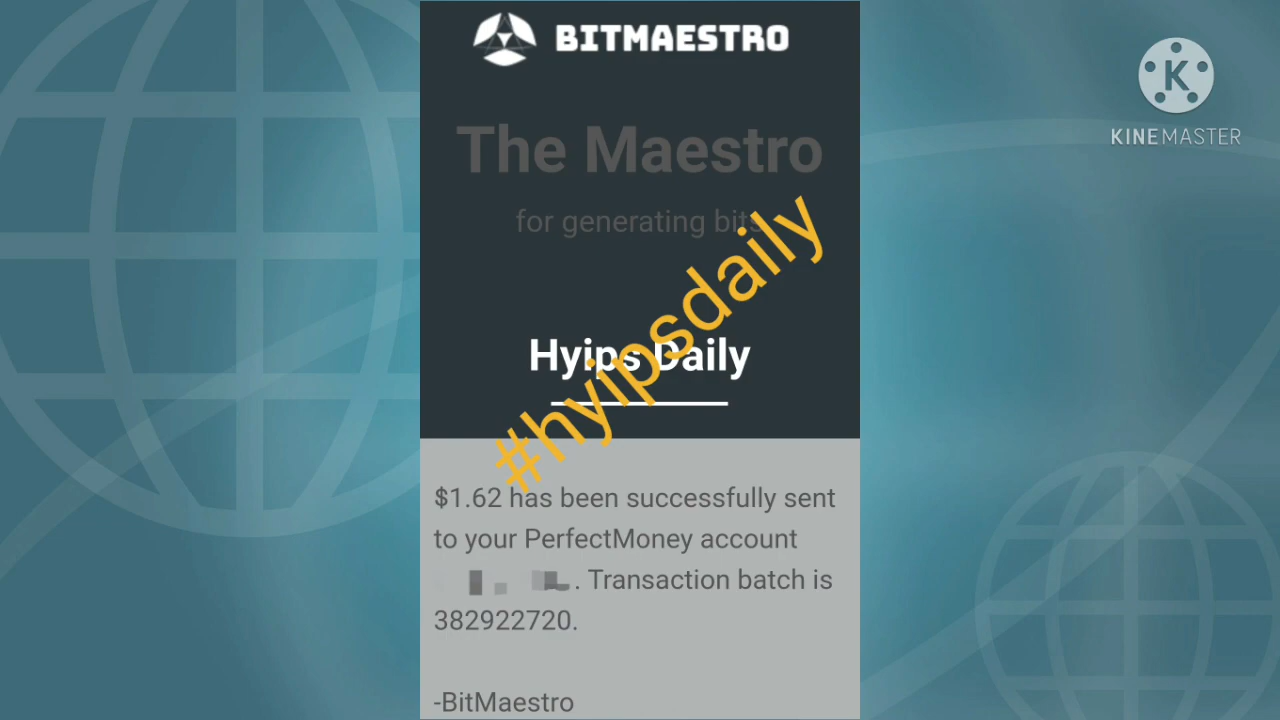 BITMAESTRO
K
KINEMASTER
The Maestro
for generating bits
#hyipsdaily
Hyips Daily
$1.62 has been successfully sent
to your PerfectMoney account
. Transaction batch is
382922720.
-BitMaestro